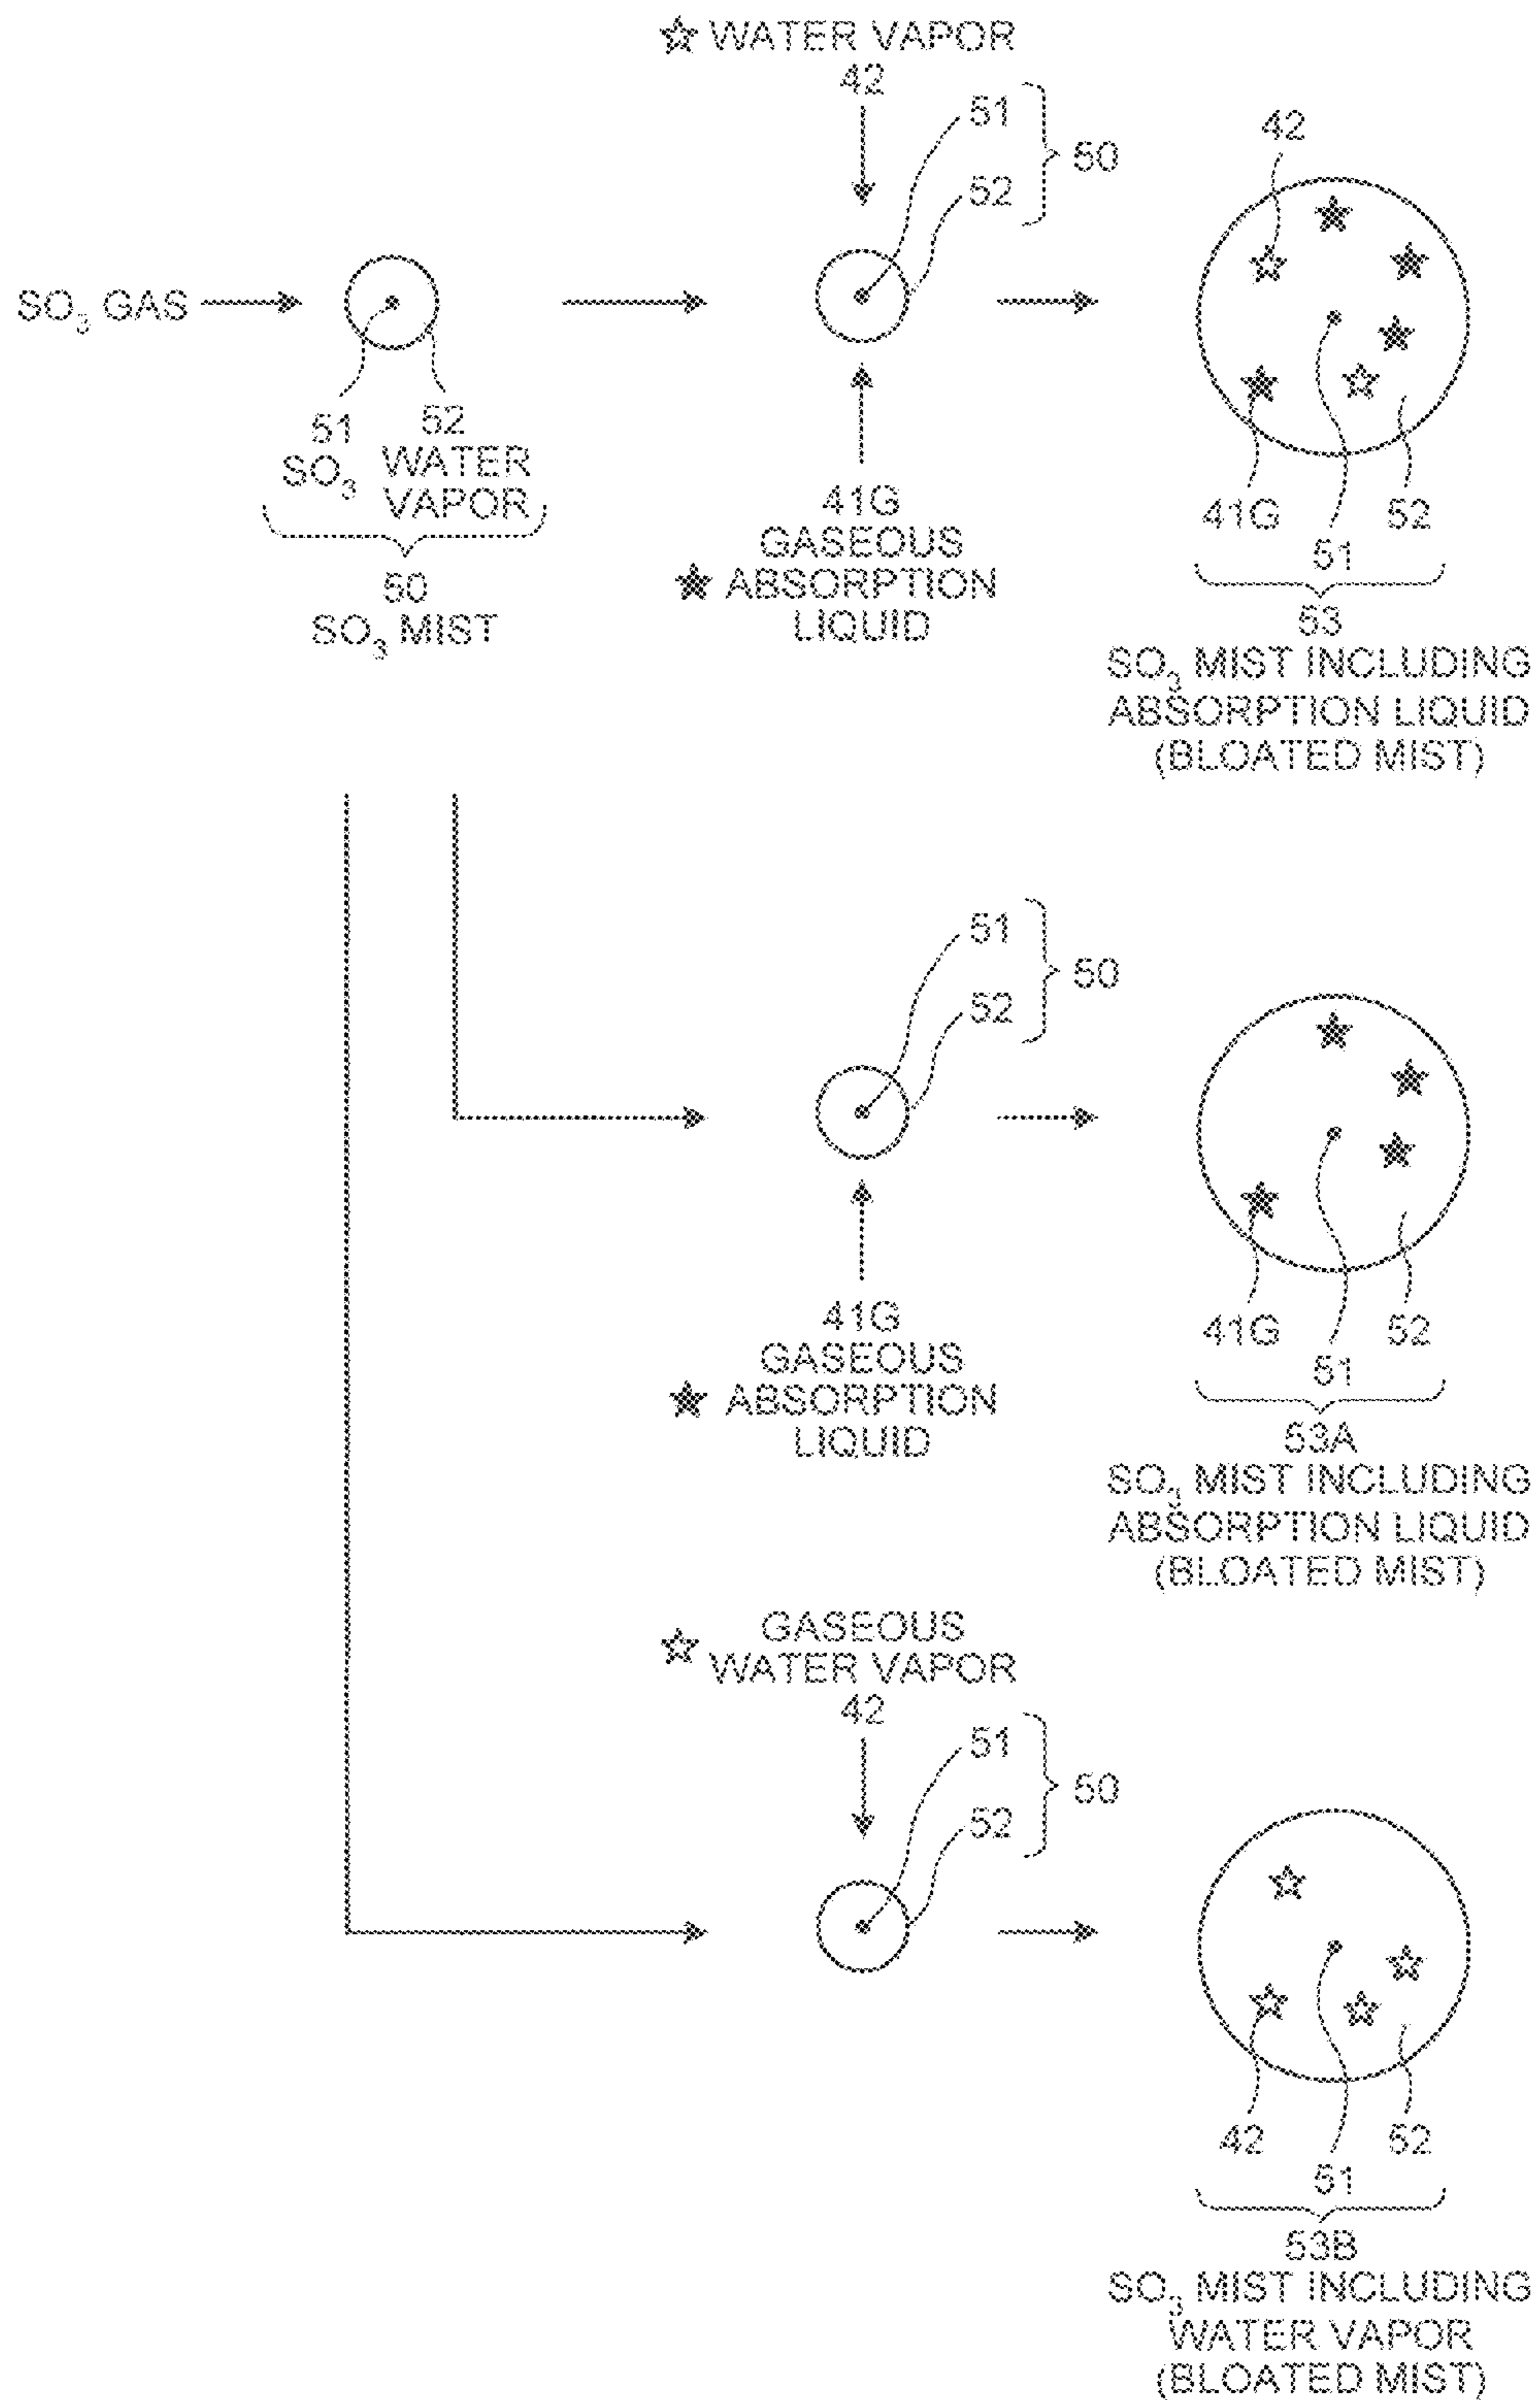 ☆ WATER VAPOR
42
51
52
50
42
SO3 GAS
51
SO3
52
WATER
VAPOR
50
SO3 MIST
41G
GASEOUS
★ ABSORPTION
LIQUID
41G
51
52
53
SO3 MIST INCLUDING
ABSORPTION LIQUID
(BLOATED MIST)
51
52
50
41G
GASEOUS
★ ABSORPTION
LIQUID
41G
51
52
53A
SO3 MIST INCLUDING
ABSORPTION LIQUID
(BLOATED MIST)
☆ GASEOUS
WATER VAPOR
42
51
52
50
42
51
52
53B
SO3 MIST INCLUDING
WATER VAPOR
(BLOATED MIST)